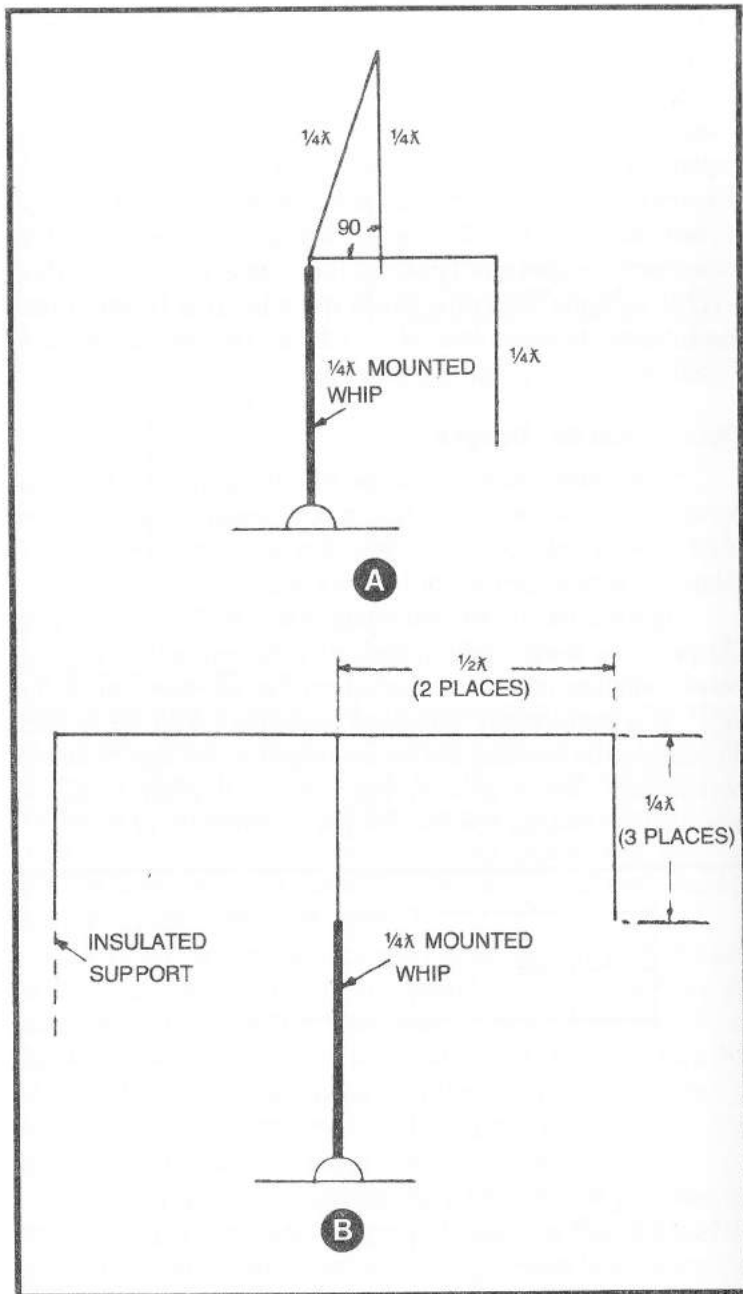 ¼λ ¼λ
90
¼λ
¼λ MOUNTED
WHIP
A
½λ
(2 PLACES)
¼λ
(3 PLACES)
INSULATED
SUPPORT
¼λ MOUNTED
WHIP
B